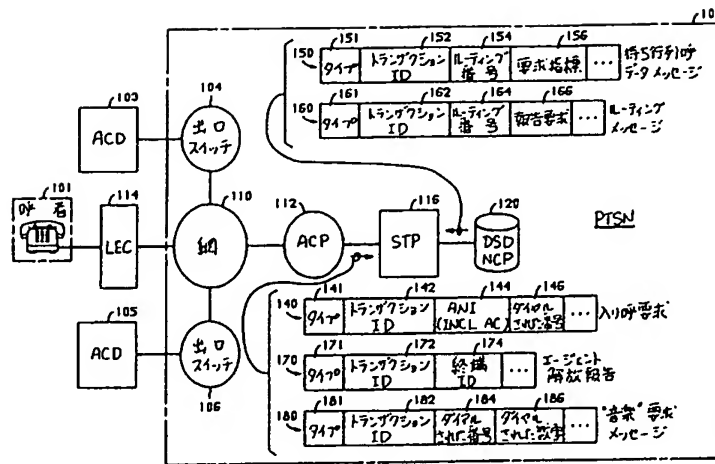 10
151 152 154 156
150 タイプ トランザクション ID ルーティング 番号 要求指標 ... 待ち行列呼 データメッセージ
161 162 164 166
160 タイプ トランザクション ID ルーティング 番号 報告要求 ... ルーティング メッセージ
103
ACD
104
出口 スイッチ
101
呼者
114
LEC
110
網
112
ACP
116
STP
120
DSD NCP
PTSN
105
ACD
出口 スイッチ
106
141 142 144 146
140 タイプ トランザクション ID ANI (INCL AC) ダイヤル された番号 ... 入り呼要求
171 172 174
170 タイプ トランザクション ID 終端 ID ... エージェント 解放報告
181 182 184 186
180 タイプ トランザクション ID ダイアル された番号 ダイヤル された数字 ... "音楽"要求 メッセージ